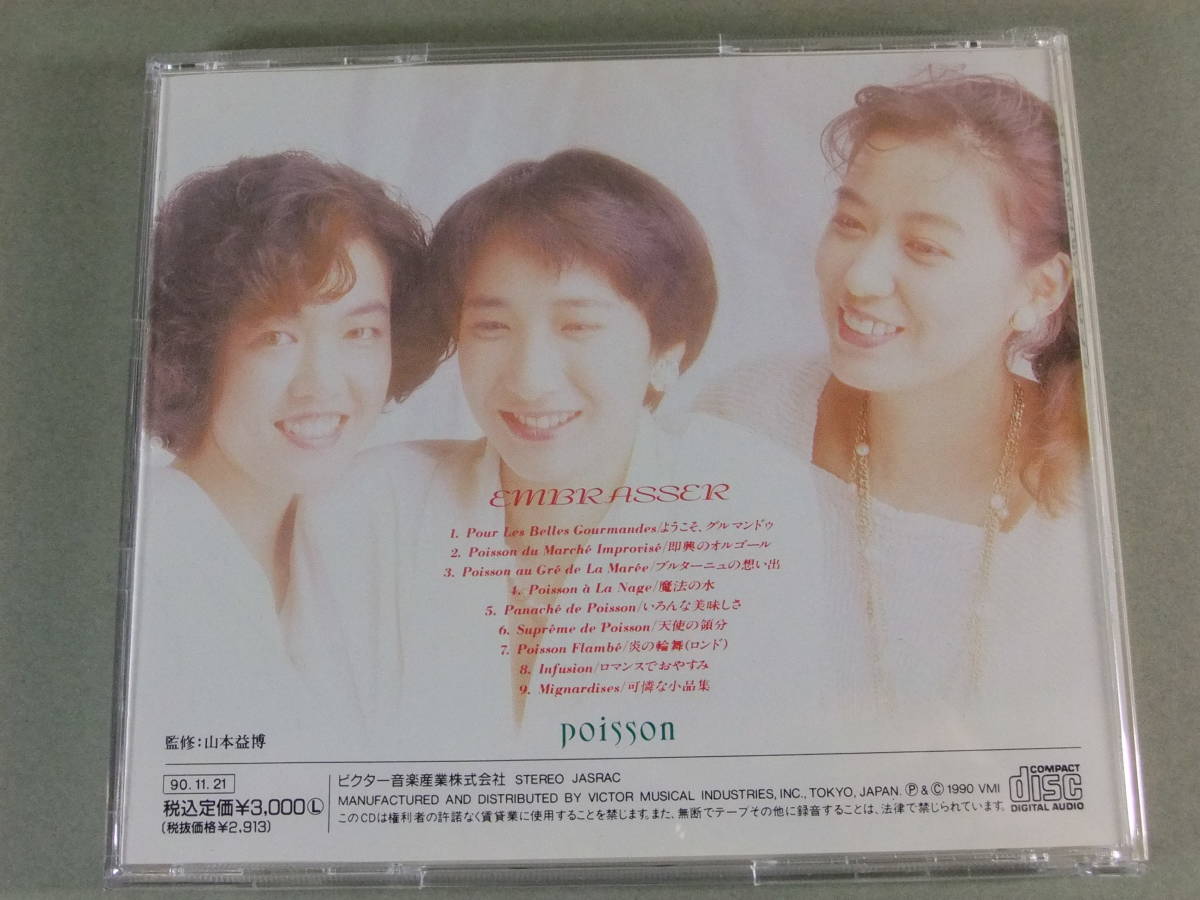 EMBRASSER
1. Pour Les Belles Gourmandes/ようこそ、グルマンドゥ
2. Poisson du Marché Improvisé/即興のオルゴール
3. Poisson au Gré de La Marée/ブルターニュの想い出
4. Poisson à La Nage/魔法の水
5. Panaché de Poisson/いろんな美味しさ
6. Suprême de Poisson/天使の領分
7. Poisson Flambé/炎の輪舞(ロンド)
8. Infusion/ロマンスでおやすみ
9. Mignardises/可憐な小品集
poisson
監修:山本益博
90.11.21
税込定価¥3,000Ⓛ
(税抜価格¥2,913)
ビクター音楽産業株式会社 STEREO JASRAC
MANUFACTURED AND DISTRIBUTED BY VICTOR MUSICAL INDUSTRIES, INC., TOKYO, JAPAN. Ⓟ & Ⓒ 1990 VMI
このCDは権利者の許諾なく賃貸業に使用することを禁じます。また、無断でテープその他に録音することは、法律で禁じられています。
COMPACT
disc
DIGITAL AUDIO